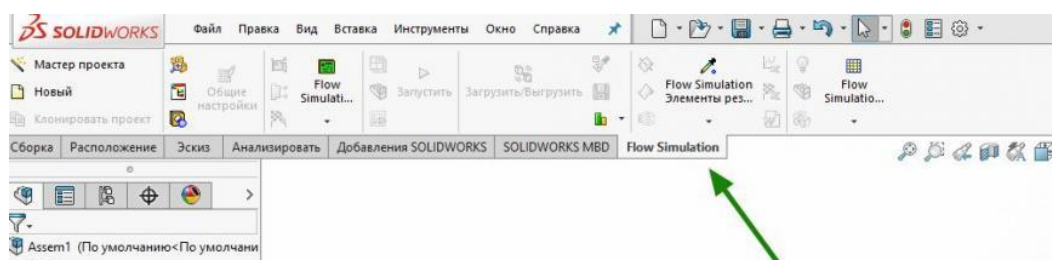 SOLIDWORKS Файл Правка Вид Вставка Инструменты Окно Справка
Мастер проекта
Новый
Клонировать проект
Общие
настройки
Flow
Simulati...
Запустить
Загрузить/Выгрузить
Flow Simulation
Элементы рез...
Flow
Simulatio...
Сборка Расположение Эскиз Анализировать Добавления SOLIDWORKS SOLIDWORKS MBD Flow Simulation
Assem1 (По умолчанию<По умолчани